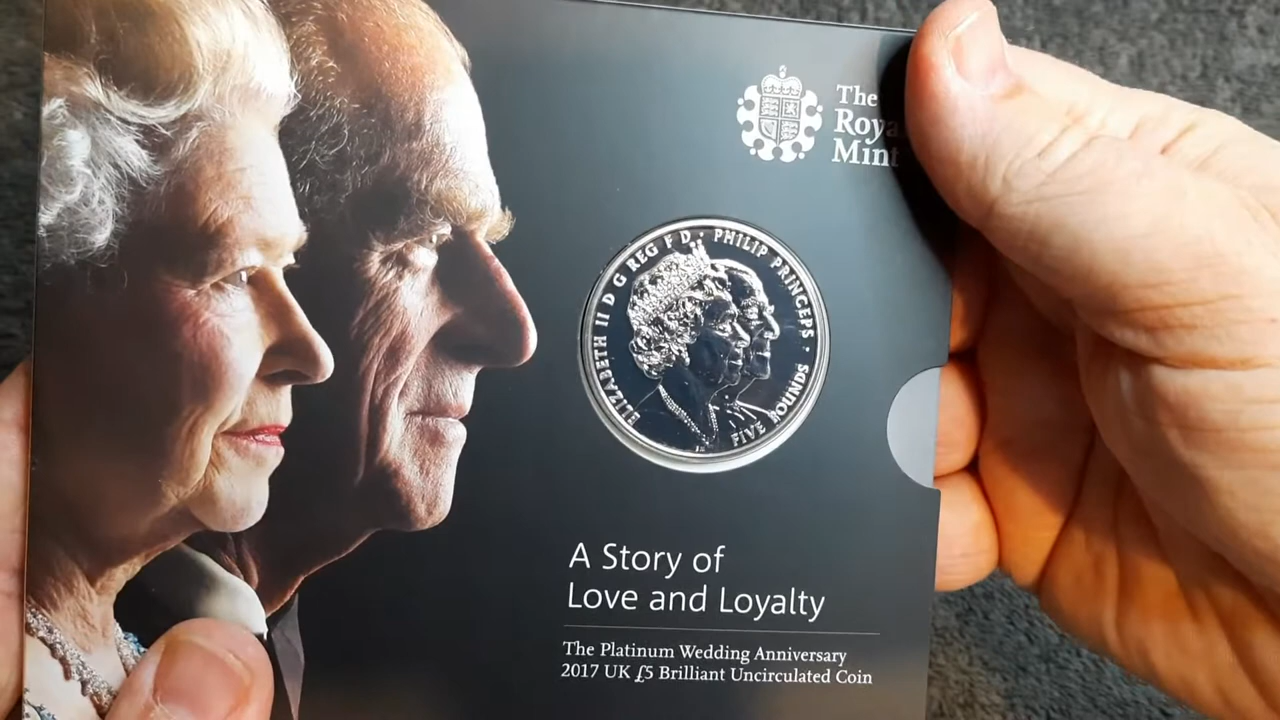 The
Royal
Mint
ELIZABETH II D G REG F D · PHILIP PRINCEPS ·
FIVE POUNDS
A Story of
Love and Loyalty
The Platinum Wedding Anniversary
2017 UK £5 Brilliant Uncirculated Coin